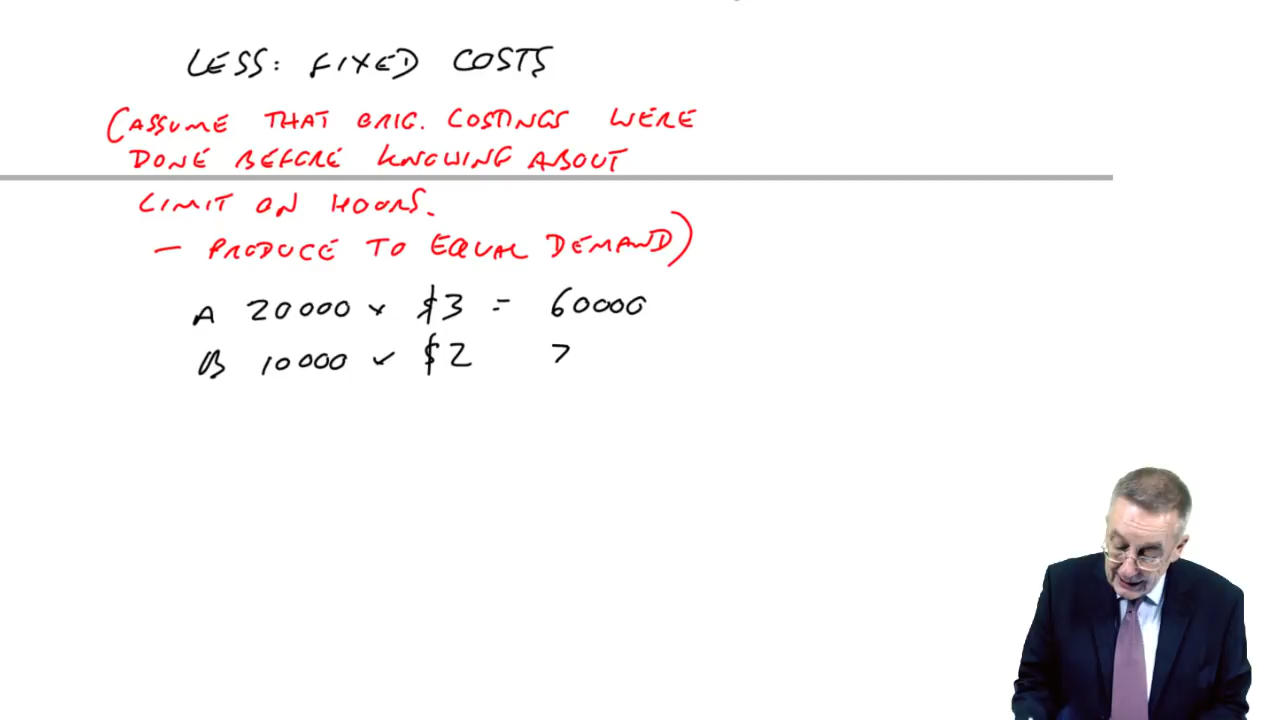 LESS: FIXED COSTS
(ASSUME THAT ORIG. COSTINGS WERE
DONE BEFORE KNOWING ABOUT
LIMIT ON HOURS.
— PRODUCE TO EQUAL DEMAND)
A 20000 × $3 = 60000
B 10000 × $2